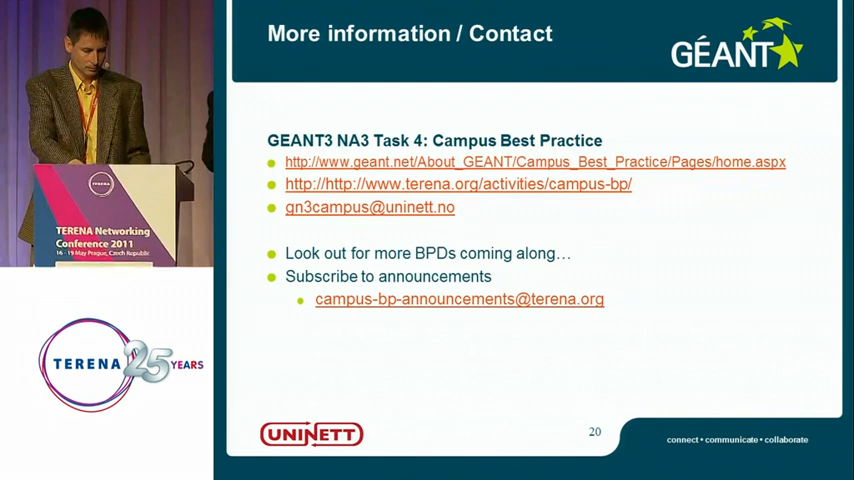 More information / Contact
GÉANT
GEANT3 NA3 Task 4: Campus Best Practice
http://www.geant.net/About_GEANT/Campus_Best_Practice/Pages/home.aspx
http://http://www.terena.org/activities/campus-bp/
gn3campus@uninett.no
Look out for more BPDs coming along…
Subscribe to announcements
campus-bp-announcements@terena.org
UNINETT
20
connect • communicate • collaborate
TERENA
TERENA Networking
Conference 2011
16 - 19 May Prague, Czech Republic
TERENA 25 YEARS